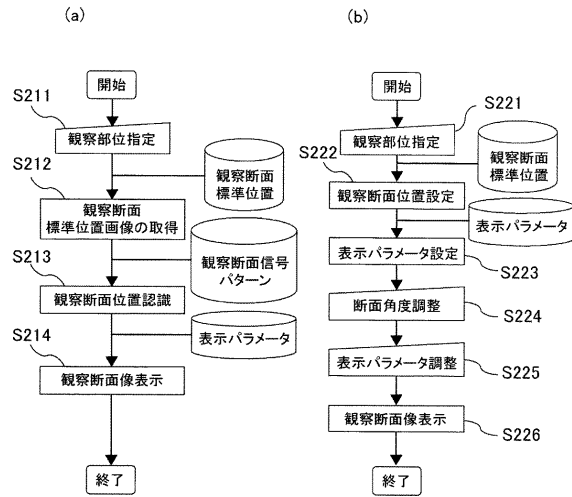 (a)
開始
S211
観察部位指定
観察断面
標準位置
S212
観察断面
標準位置画像の取得
観察断面信号
パターン
S213
観察断面位置認識
表示パラメータ
S214
観察断面像表示
終了
(b)
開始
S221
観察部位指定
観察断面
標準位置
S222
観察断面位置設定
表示パラメータ
表示パラメータ設定
S223
断面角度調整
S224
表示パラメータ調整
S225
観察断面像表示
S226
終了